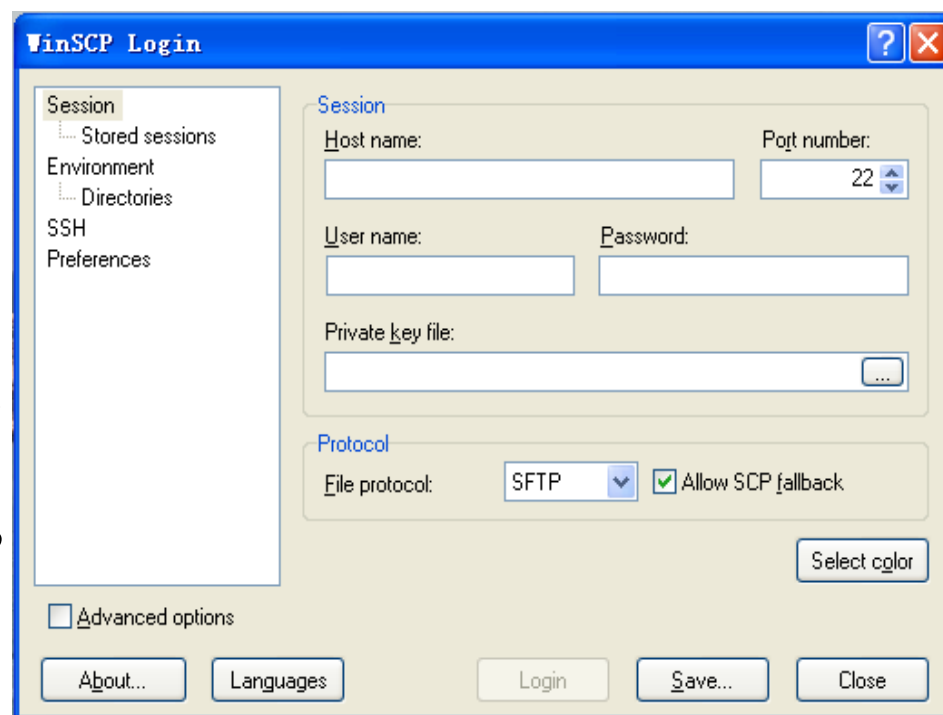 WinSCP Login
Session
Stored sessions
Environment
Directories
SSH
Preferences
Session
Host name:
Port number:
22
User name:
Password:
Private key file:
...
Protocol
File protocol:
SFTP
Allow SCP fallback
Select color
Advanced options
About...
Languages
Login
Save...
Close